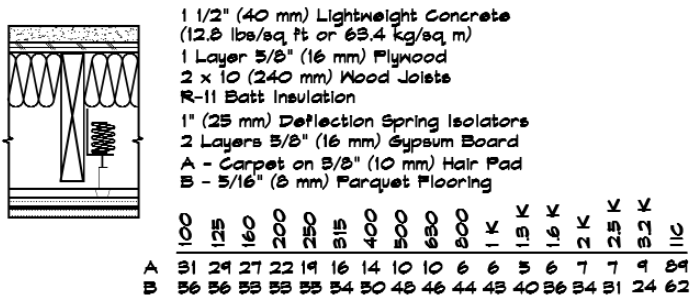 1 1/2" (40 mm) Lightweight Concrete
(12.8 lbs/sq ft or 63.4 kg/sq m)
1 Layer 5/8" (16 mm) Plywood
2 x 10 (240 mm) Wood Joists
R-11 Batt Insulation
1" (25 mm) Deflection Spring Isolators
2 Layers 5/8" (16 mm) Gypsum Board
A - Carpet on 3/8" (10 mm) Hair Pad
B - 5/16" (8 mm) Parquet Flooring
100 125 160 200 250 315 400 500 630 800 1 K 1.3 K 1.6 K 2 K 2.5 K 3.2 K IIC
A 31 29 27 22 19 16 14 10 10 6 6 5 6 7 7 9 89
B 56 56 53 53 55 54 50 48 46 44 43 40 36 34 31 24 62